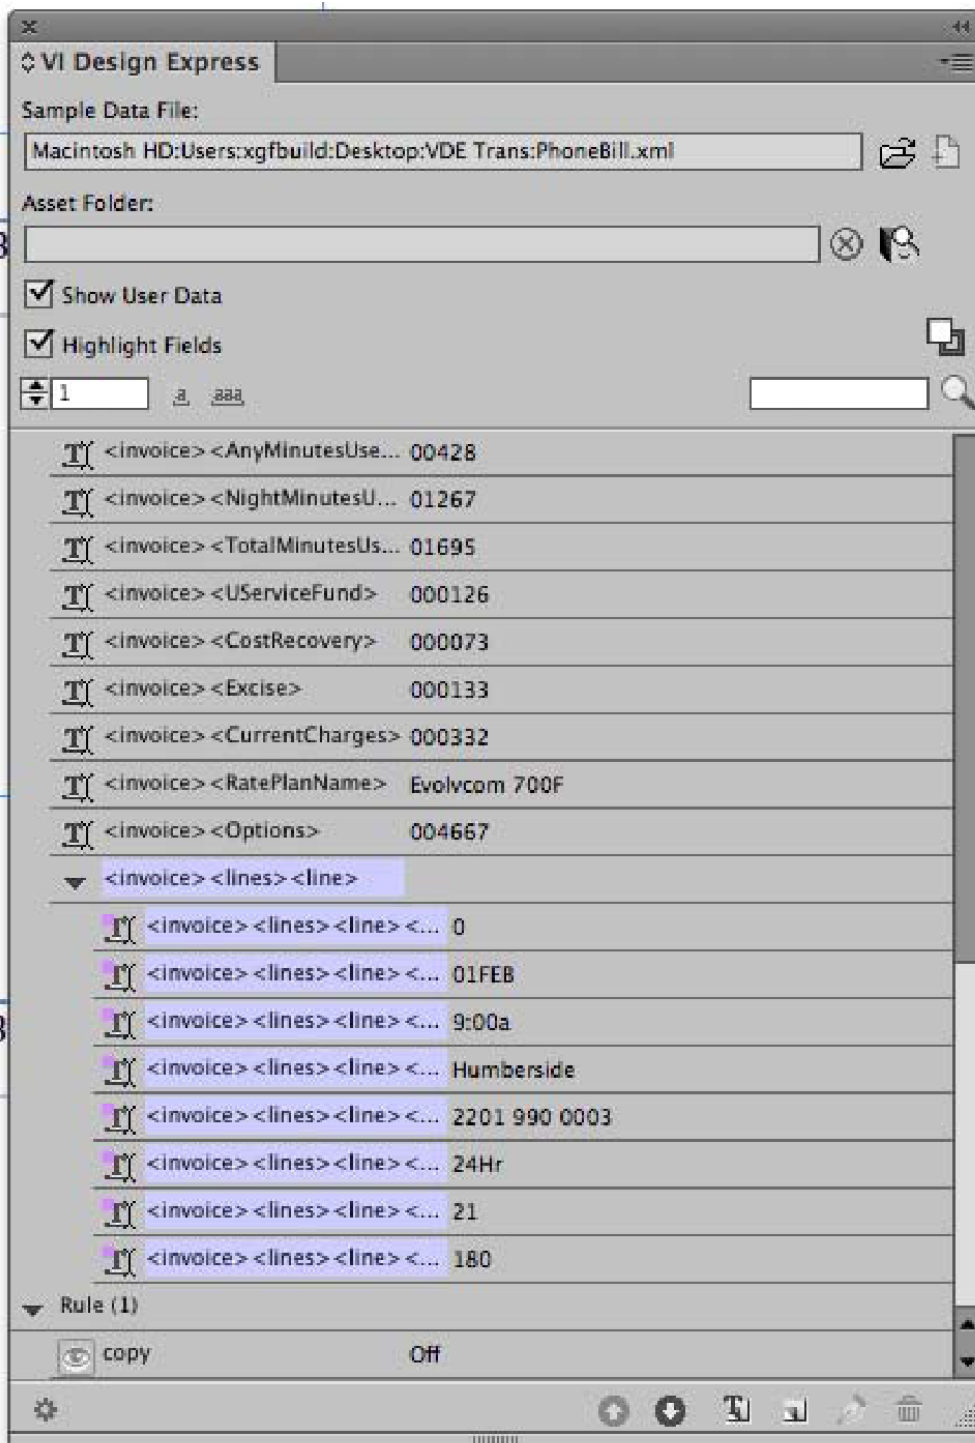 VI Design Express
Sample Data File:
Macintosh HD:Users:xgfbuild:Desktop:VDE Trans:PhoneBill.xml
Asset Folder:
Show User Data
Highlight Fields
1 a aaa
<invoice><AnyMinutesUse... 00428
<invoice><NightMinutesU... 01267
<invoice><TotalMinutesUs... 01695
<invoice><UServiceFund> 000126
<invoice><CostRecovery> 000073
<invoice><Excise> 000133
<invoice><CurrentCharges> 000332
<invoice><RatePlanName> Evolvcom 700F
<invoice><Options> 004667
<invoice><lines><line>
<invoice><lines><line><... 0
<invoice><lines><line><... 01FEB
<invoice><lines><line><... 9:00a
<invoice><lines><line><... Humberside
<invoice><lines><line><... 2201 990 0003
<invoice><lines><line><... 24Hr
<invoice><lines><line><... 21
<invoice><lines><line><... 180
Rule (1)
copy Off